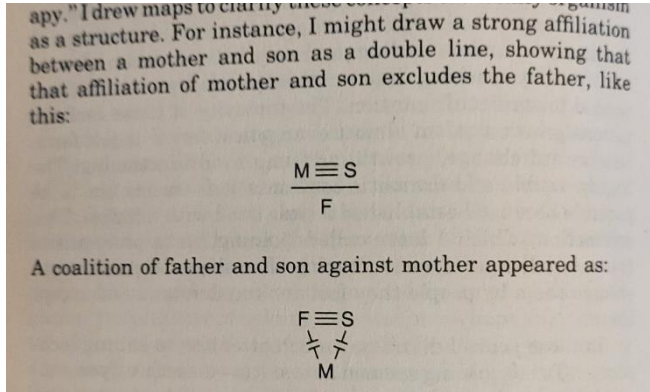 apy." I drew maps to clarify these
as a structure. For instance, I might draw a strong affiliation
between a mother and son as a double line, showing that
that affiliation of mother and son excludes the father, like
this:
M≡S
F
A coalition of father and son against mother appeared as:
F≡S
M